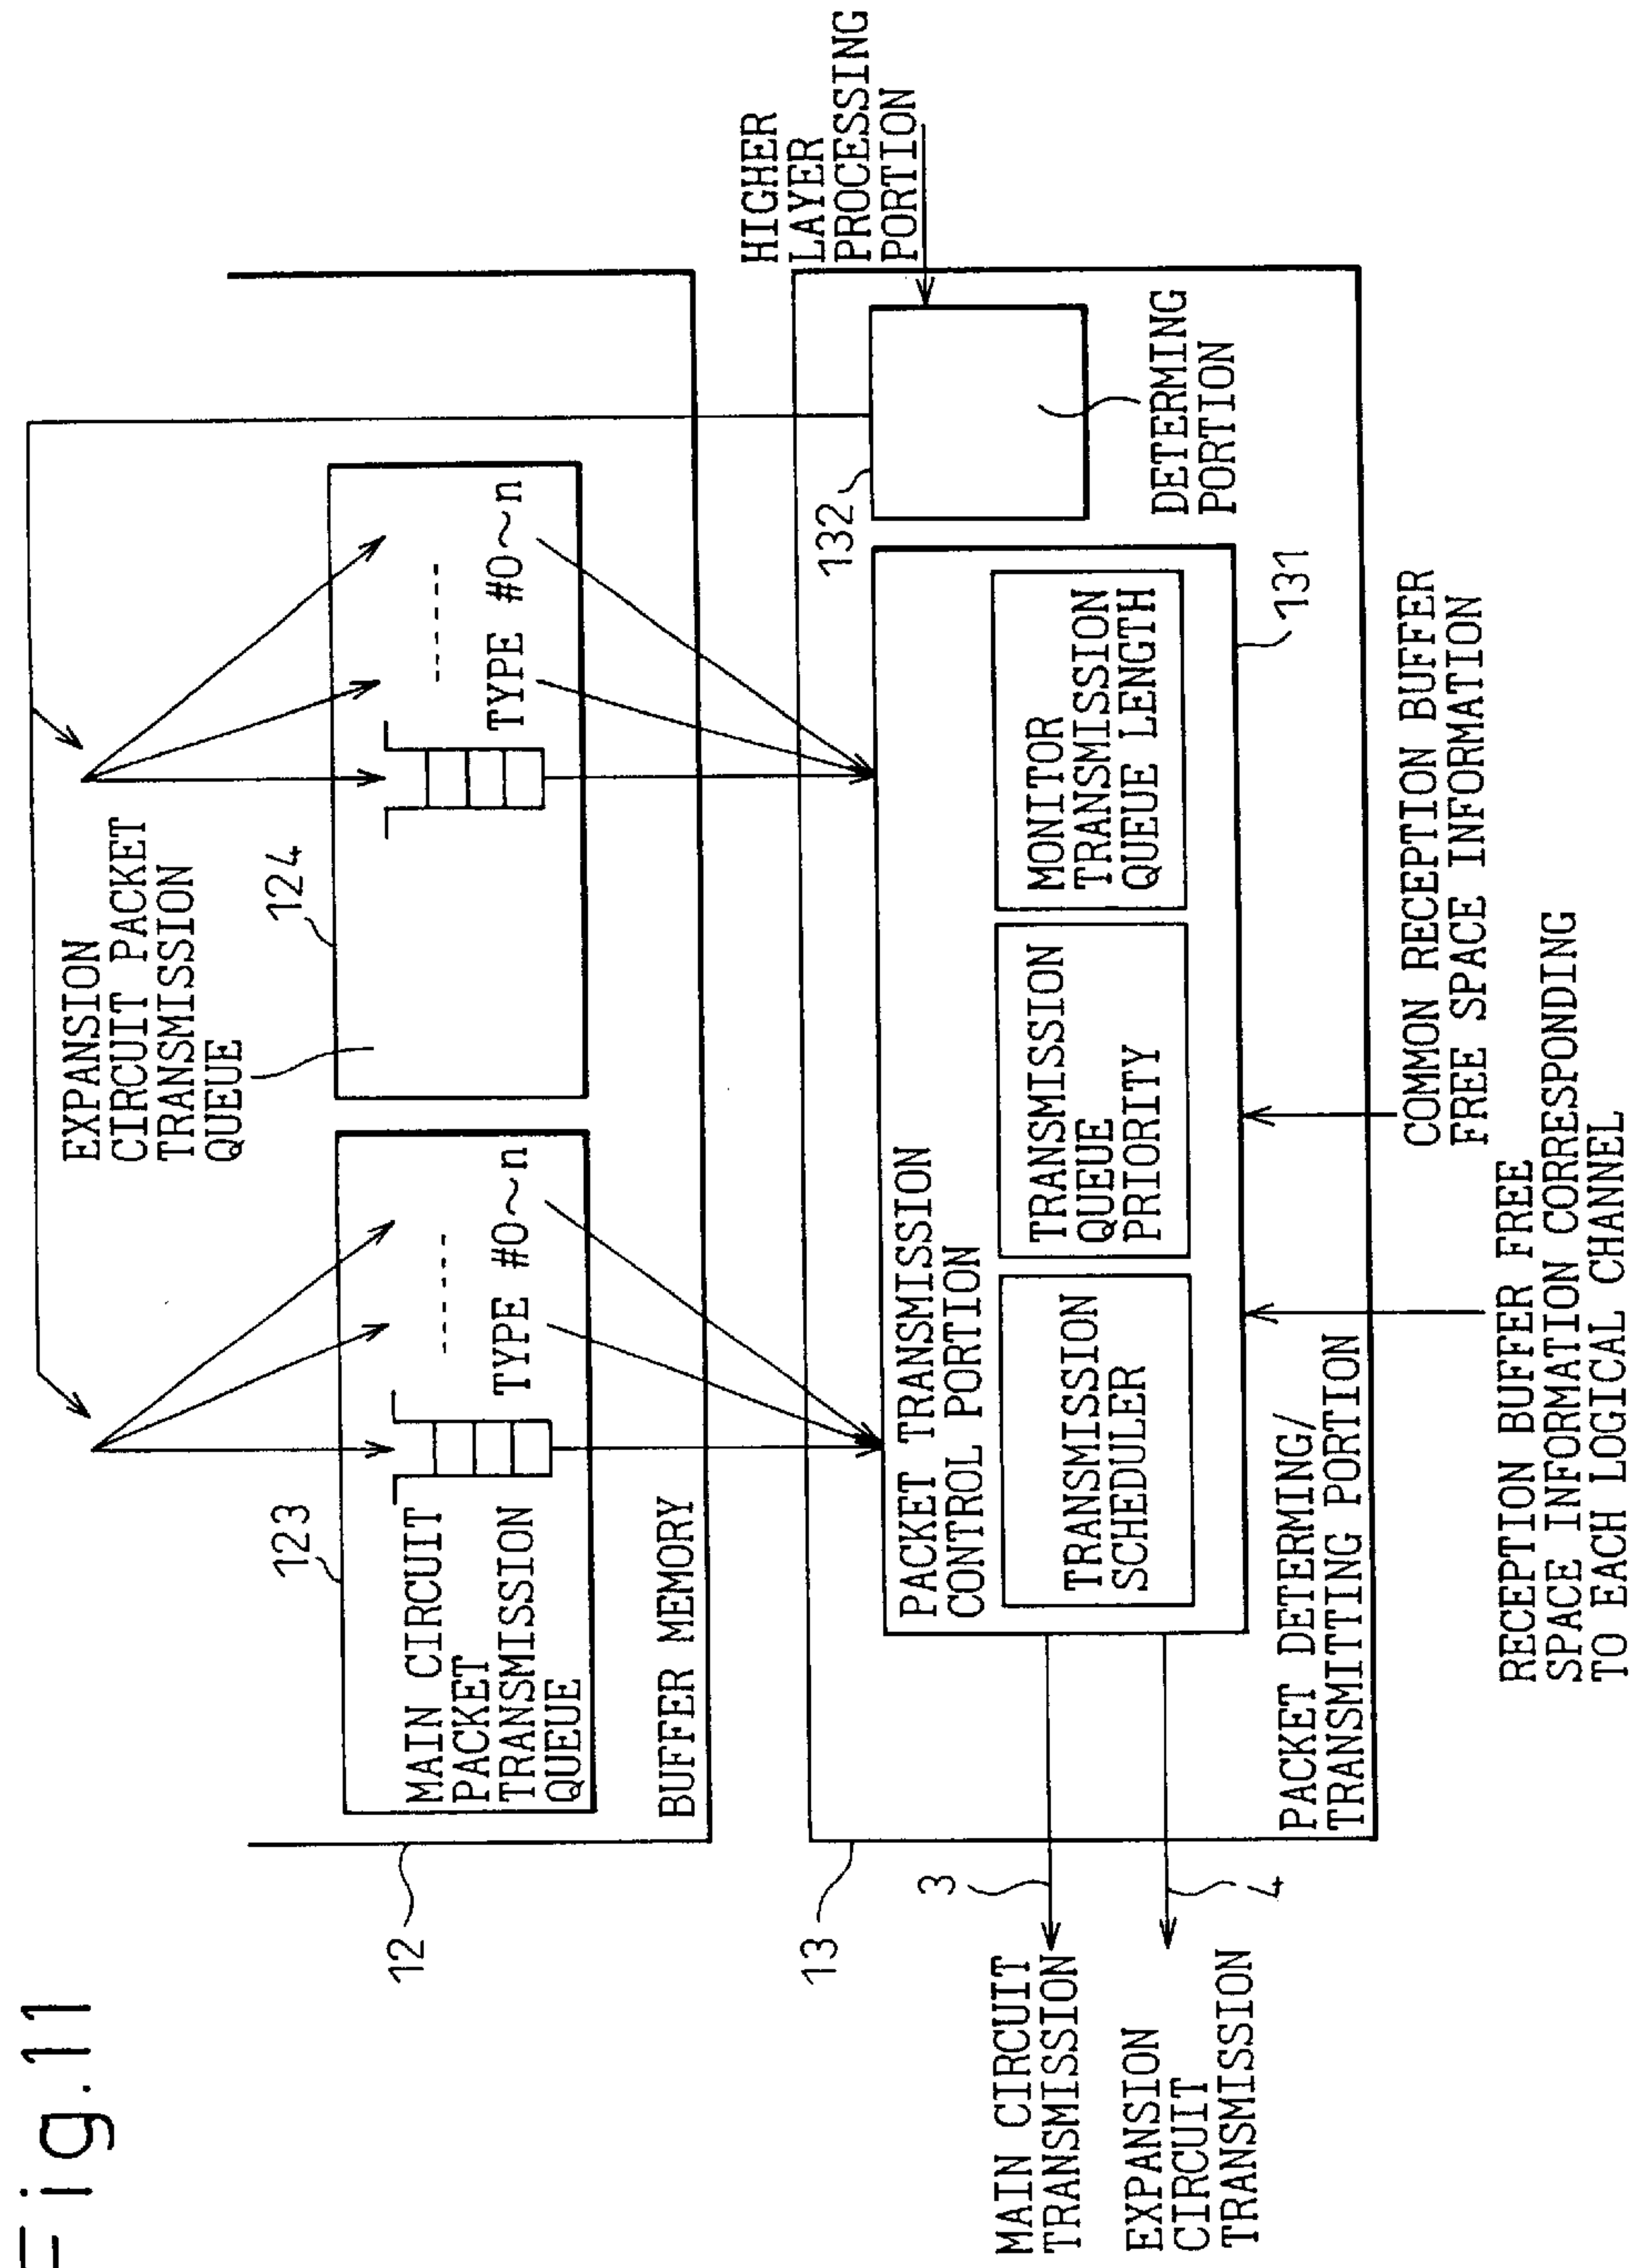 Fig.11
EXPANSION
CIRCUIT PACKET
TRANSMISSION
QUEUE
123
124
MAIN CIRCUIT
PACKET
TRANSMISSION
QUEUE
TYPE #0~n
TYPE #0~n
BUFFER MEMORY
12
HIGHER
LAYER
PROCESSING
PORTION
13
132
PACKET TRANSMISSION
CONTROL PORTION
TRANSMISSION
SCHEDULER
TRANSMISSION
QUEUE
PRIORITY
MONITOR
TRANSMISSION
QUEUE LENGTH
DETERMING
PORTION
131
3
4
MAIN CIRCUIT
TRANSMISSION
EXPANSION
CIRCUIT
TRANSMISSION
PACKET DETERMING/
TRANSMITTING PORTION
COMMON RECEPTION BUFFER
FREE SPACE INFORMATION
RECEPTION BUFFER FREE
SPACE INFORMATION CORRESPONDING
TO EACH LOGICAL CHANNEL